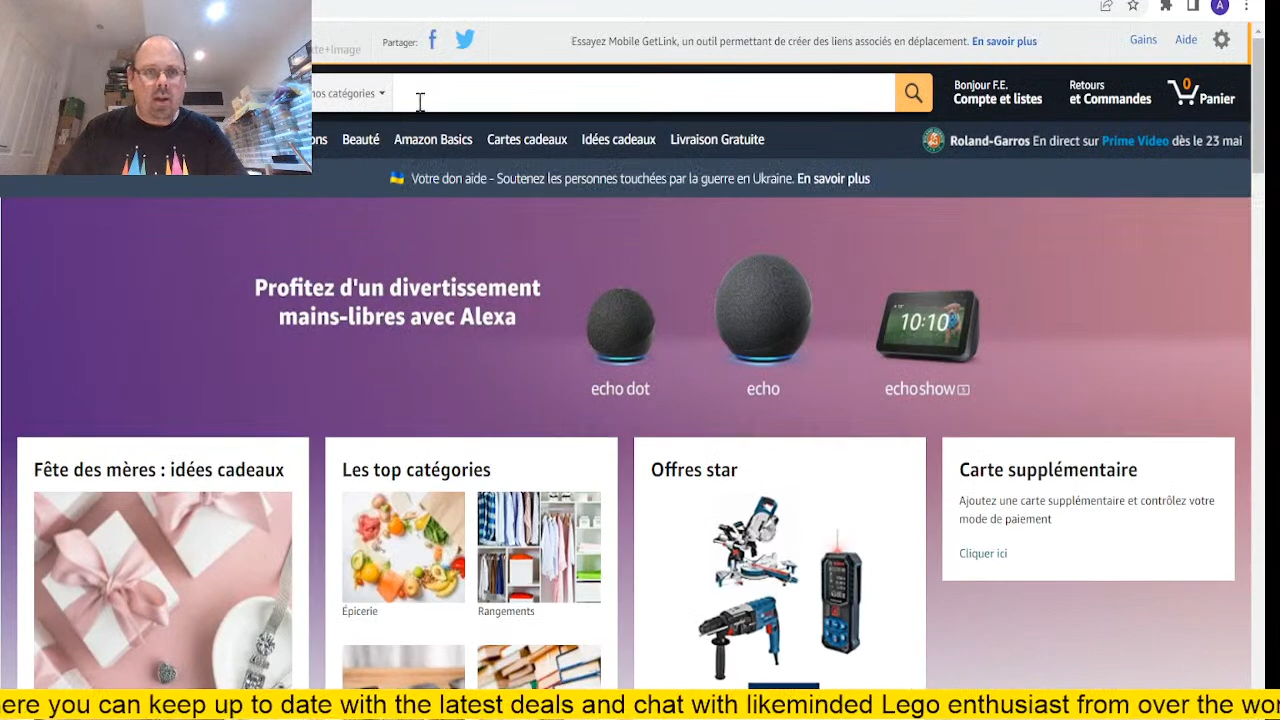 xte+Image
Partager:
Essayez Mobile GetLink, un outil permettant de créer des liens associés en déplacement. En savoir plus
Gains
Aide
A
nos catégories
Bonjour F.E.
Compte et listes
Retours
et Commandes
0
Panier
ons
Beauté
Amazon Basics
Cartes cadeaux
Idées cadeaux
Livraison Gratuite
Roland-Garros En direct sur Prime Video dès le 23 mai
Votre don aide - Soutenez les personnes touchées par la guerre en Ukraine. En savoir plus
Profitez d'un divertissement
mains-libres avec Alexa
10:10
echo dot
echo
echo show 5
Fête des mères : idées cadeaux
Les top catégories
Épicerie
Rangements
Offres star
Carte supplémentaire
Ajoutez une carte supplémentaire et contrôlez votre
mode de paiement
Cliquer ici
ere you can keep up to date with the latest deals and chat with likeminded Lego enthusiast from over the wo